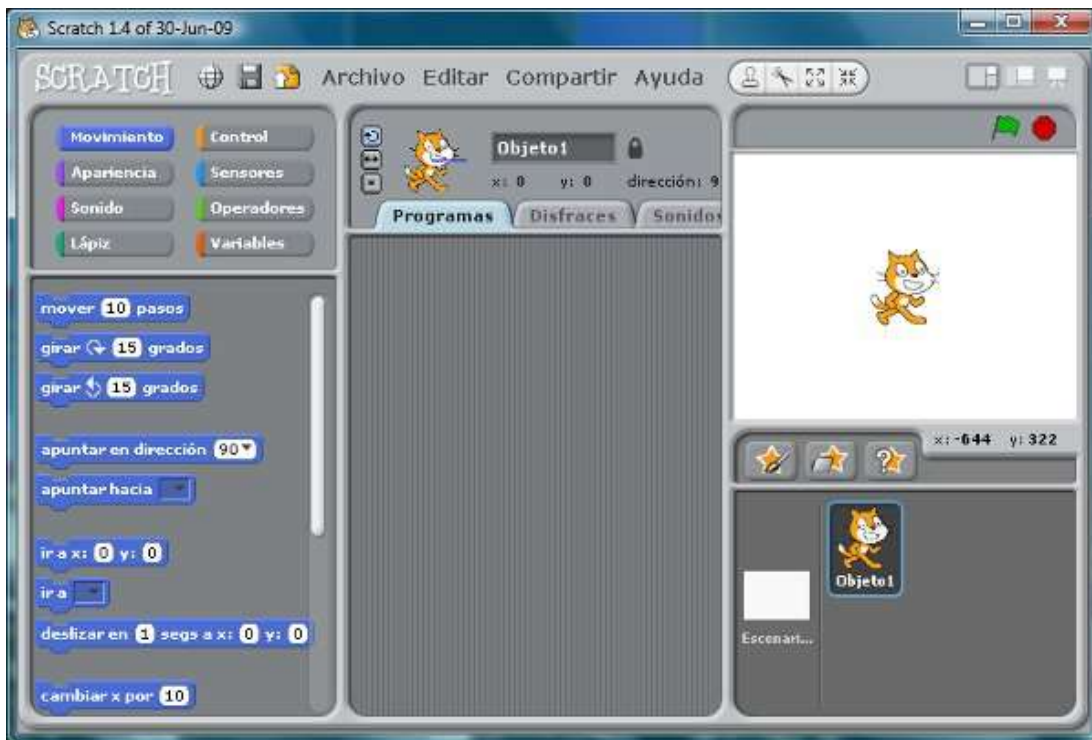 Scratch 1.4 of 30-Jun-09
SCRATCH Archivo Editar Compartir Ayuda
Movimiento Control
Apariencia Sensores
Sonido Operadores
Lápiz Variables
Objeto1
x: 0 y: 0 dirección: 9
Programas Disfraces Sonidos
mover 10 pasos
girar 15 grados
girar 15 grados
apuntar en dirección 90
apuntar hacia
ir a x: 0 y: 0
ir a
deslizar en 1 segs a x: 0 y: 0
cambiar x por 10
x: -644 y: 322
Objeto1
Escenari...